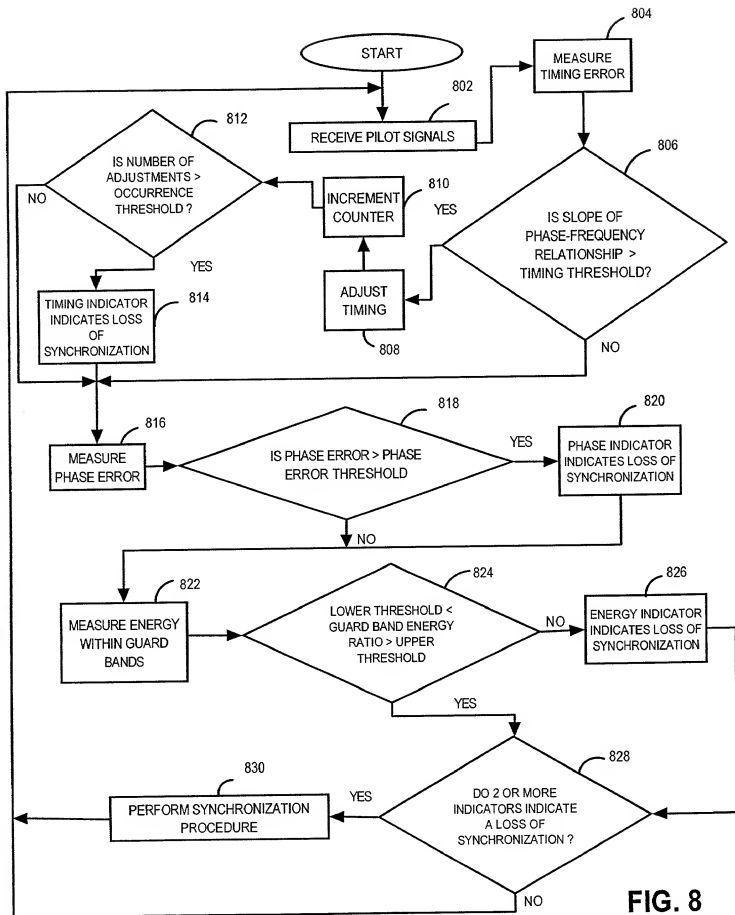 START
802
RECEIVE PILOT SIGNALS
804
MEASURE
TIMING ERROR
806
IS SLOPE OF
PHASE-FREQUENCY
RELATIONSHIP >
TIMING THRESHOLD?
YES
NO
ADJUST
TIMING
808
810
INCREMENT
COUNTER
812
IS NUMBER OF
ADJUSTMENTS >
OCCURRENCE
THRESHOLD ?
NO
YES
814
TIMING INDICATOR
INDICATES LOSS
OF
SYNCHRONIZATION
816
MEASURE
PHASE ERROR
818
IS PHASE ERROR > PHASE
ERROR THRESHOLD
YES
NO
820
PHASE INDICATOR
INDICATES LOSS OF
SYNCHRONIZATION
822
MEASURE ENERGY
WITHIN GUARD
BANDS
824
LOWER THRESHOLD <
GUARD BAND ENERGY
RATIO > UPPER
THRESHOLD
NO
YES
826
ENERGY INDICATOR
INDICATES LOSS OF
SYNCHRONIZATION
828
DO 2 OR MORE
INDICATORS INDICATE
A LOSS OF
SYNCHRONIZATION ?
YES
NO
830
PERFORM SYNCHRONIZATION
PROCEDURE
FIG. 8